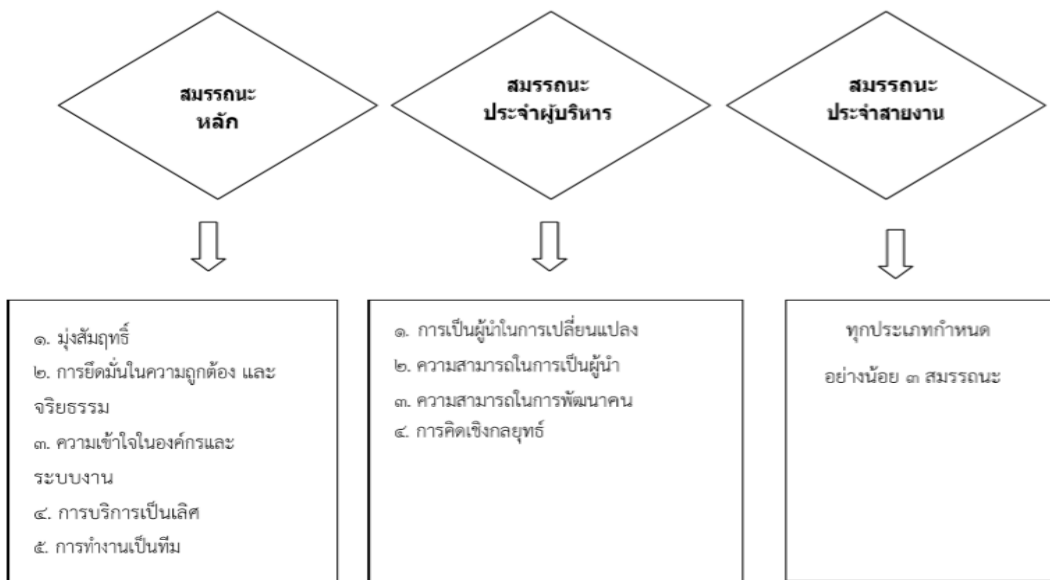 สมรรถนะ
หลัก
สมรรถนะ
ประจำผู้บริหาร
สมรรถนะ
ประจำสายงาน
๑. มุ่งสัมฤทธิ์
๒. การยึดมั่นในความถูกต้อง และ
จริยธรรม
๓. ความเข้าใจในองค์กรและ
ระบบงาน
๔. การบริการเป็นเลิศ
๕. การทำงานเป็นทีม
๑. การเป็นผู้นำในการเปลี่ยนแปลง
๒. ความสามารถในการเป็นผู้นำ
๓. ความสามารถในการพัฒนาคน
๔. การคิดเชิงกลยุทธ์
ทุกประเภทกำหนด
อย่างน้อย ๓ สมรรถนะ